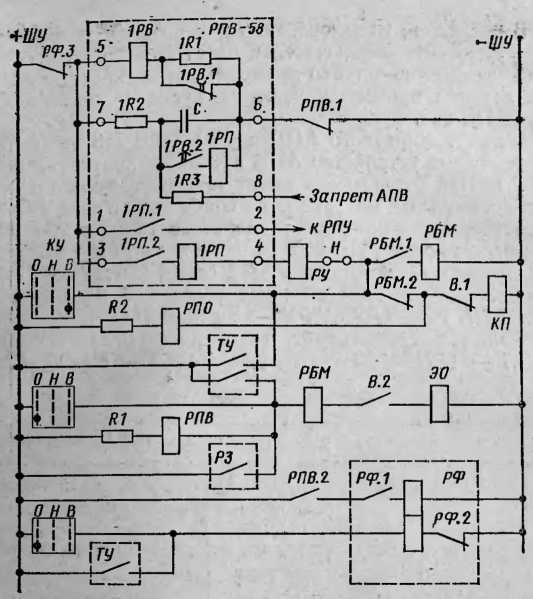 +ШУ
1РВ
РПВ-58
-ШУ
РФ.3
5
1R1
1РВ.1
7
1R2
C
6
РПВ.1
1РВ.2
1РП
1R3
8
Запрет АПВ
1
1РП.1
2
к РПУ
КУ
3
1РП.2
1РП
4
РУ
Н
РБМ.1
РБМ
О Н В
РБМ.2
В.1
КП
R2
РПО
ТУ
О Н В
РБМ
В.2
ЭО
R1
РПВ
РЗ
РПВ.2
РФ.1
РФ
О Н В
РФ.2
ТУ